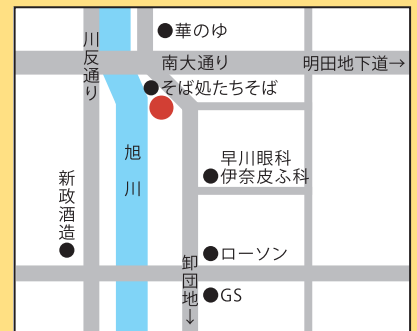 華のゆ
川反通り
南大通り
明田地下道→
そば処たちそば
旭川
早川眼科
伊奈皮ふ科
新政酒造
ローソン
卸団地↓
GS